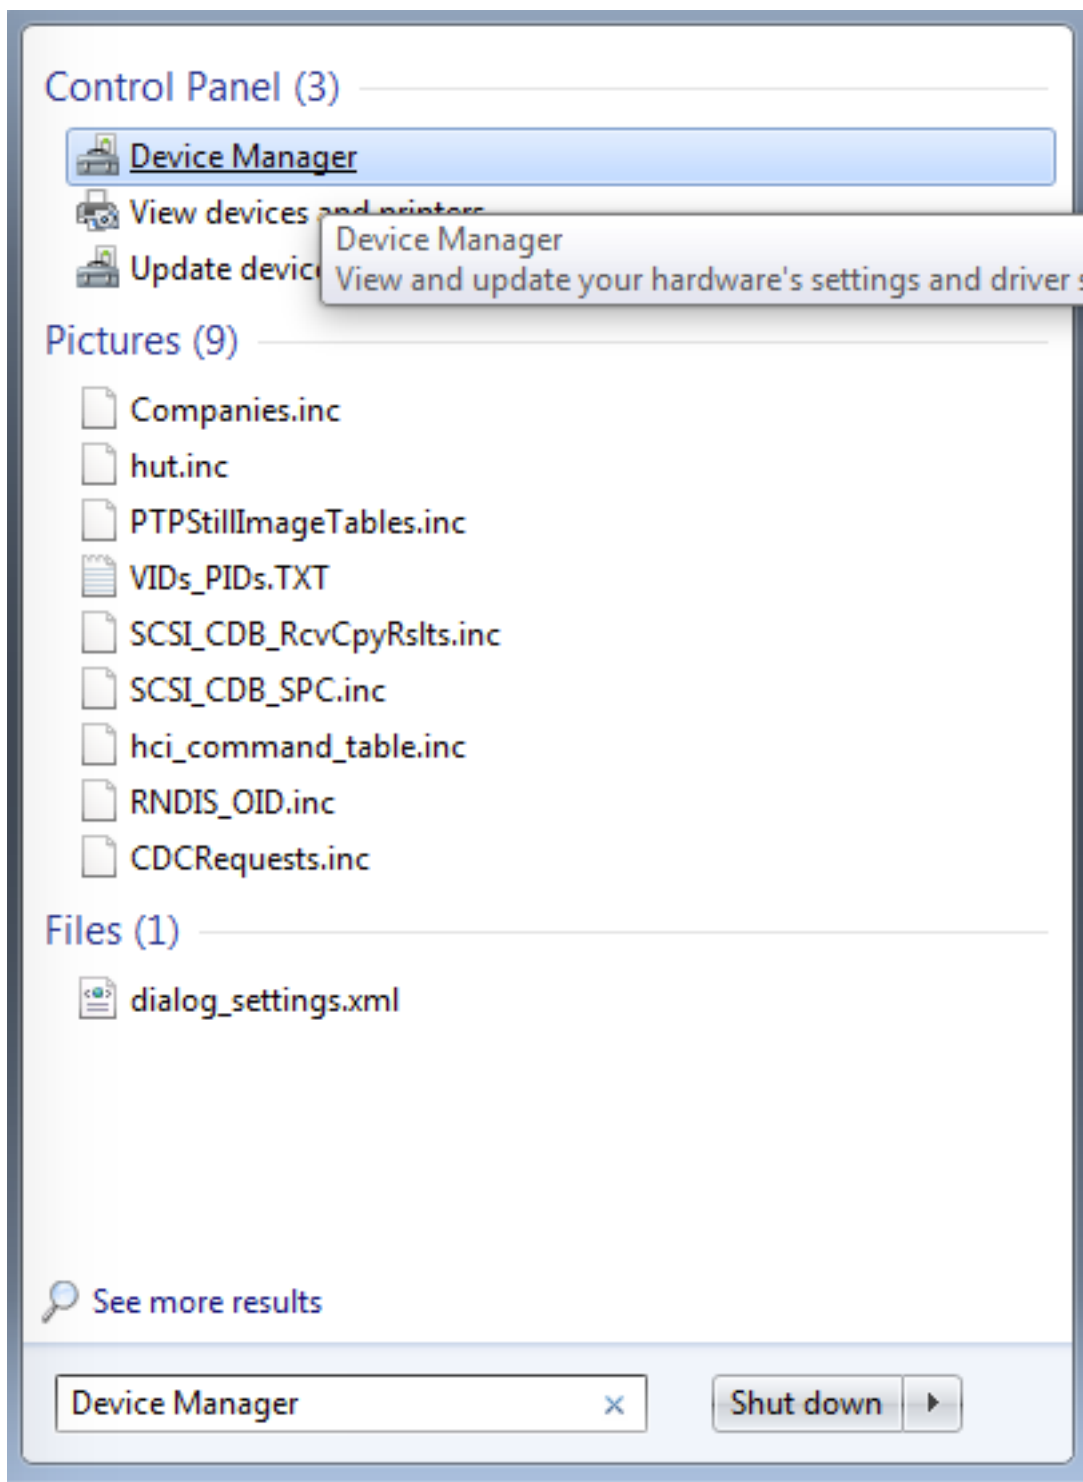 Control Panel (3)
Device Manager
View devices and printers
Device Manager
Update devic
View and update your hardware's settings and driver
Pictures (9)
Companies.inc
hut.inc
PTPStillImageTables.inc
VIDs_PIDs.TXT
SCSI_CDB_RcvCpyRslts.inc
SCSI_CDB_SPC.inc
hci_command_table.inc
RNDIS_OID.inc
CDCRequests.inc
Files (1)
dialog_settings.xml
See more results
Device Manager
Shut down